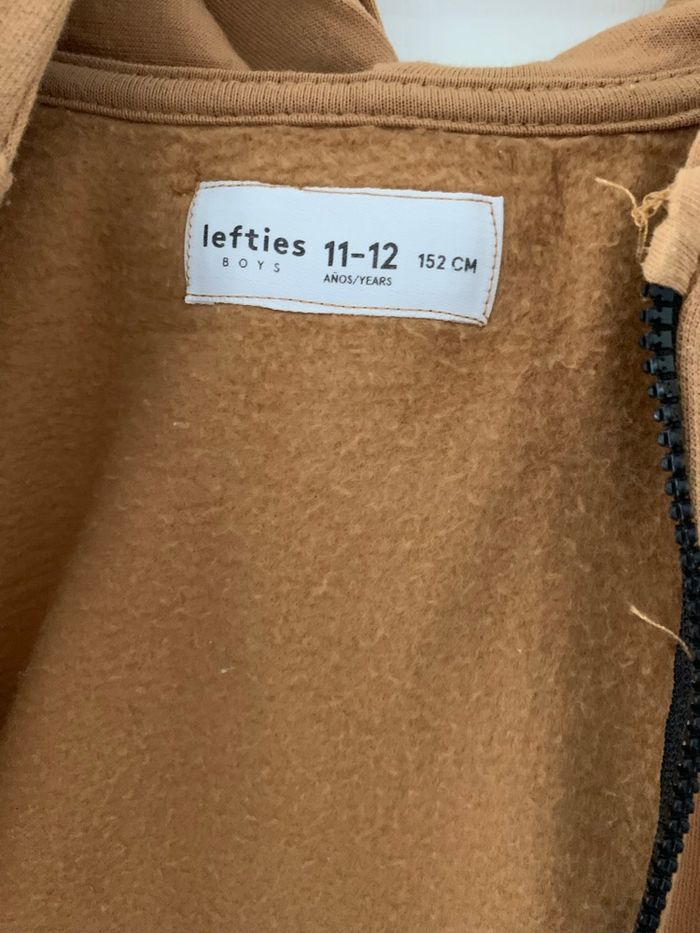 lefties 11-12 152 CM
BOYS AÑOS/YEARS